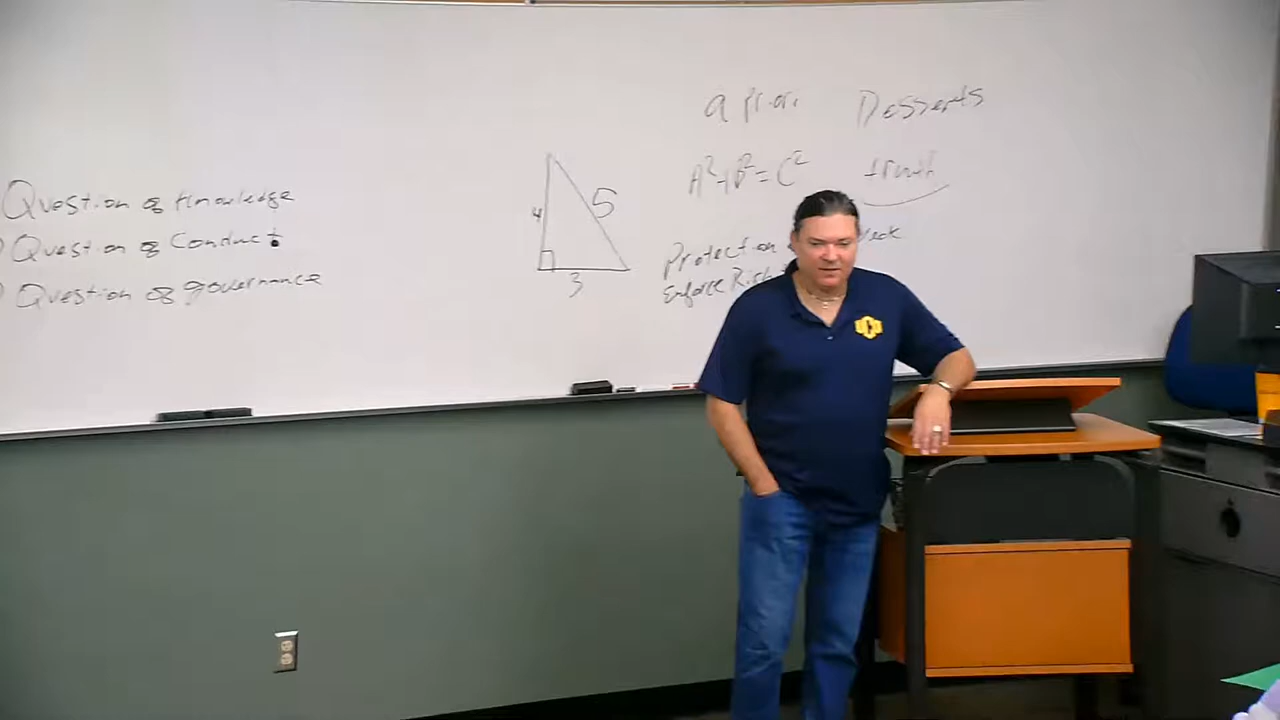 Question of Knowledge
Question of Conduct
Question of governance
4
5
3
a Priori
Desserts
A²+B²=C²
truth
Protection
Enforce